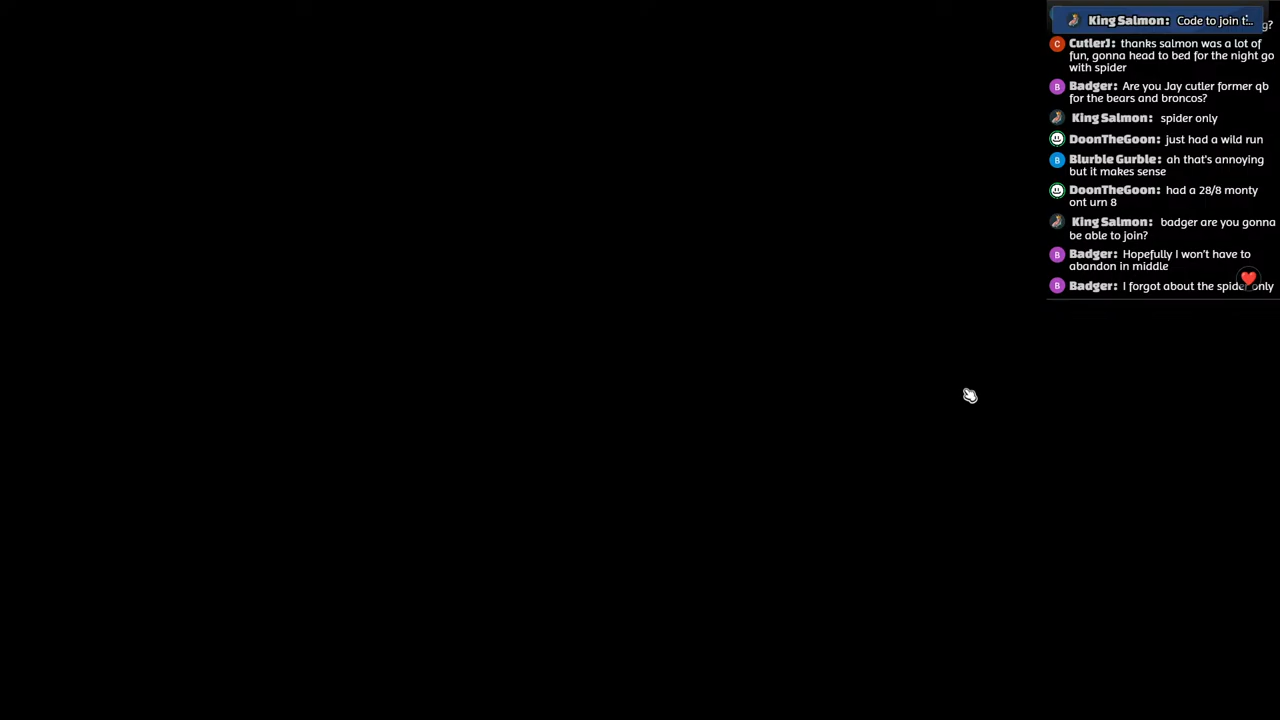 King Salmon: Code to join t...
g?
CutlerJ: thanks salmon was a lot of
fun, gonna head to bed for the night go
with spider
Badger: Are you Jay cutler former qb
for the bears and broncos?
King Salmon: spider only
DoonTheGoon: just had a wild run
Blurble Gurble: ah that's annoying
but it makes sense
DoonTheGoon: had a 28/8 monty
ont urn 8
King Salmon: badger are you gonna
be able to join?
Badger: Hopefully I won't have to
abandon in middle
Badger: I forgot about the spider only